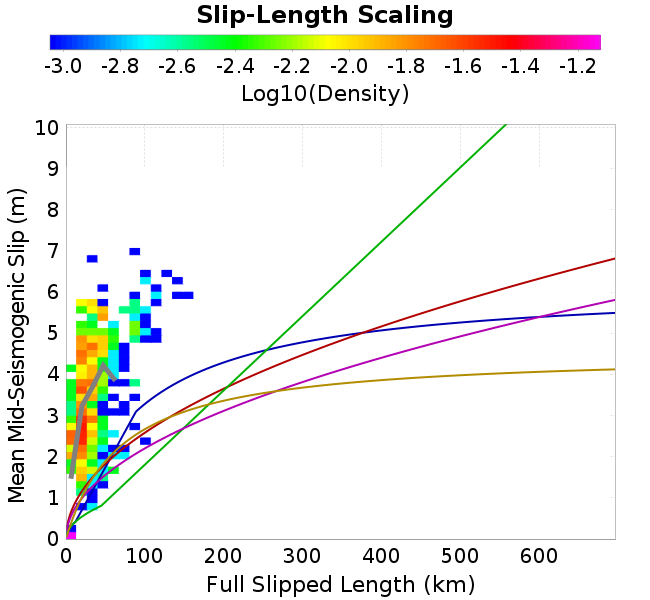 Slip-Length Scaling
-3.0 -2.8 -2.6 -2.4 -2.2 -2.0 -1.8 -1.6 -1.4 -1.2
Log10(Density)
10
9
8
7
6
5
4
3
2
1
0
Mean Mid-Seismogenic Slip (m)
0 100 200 300 400 500 600
Full Slipped Length (km)